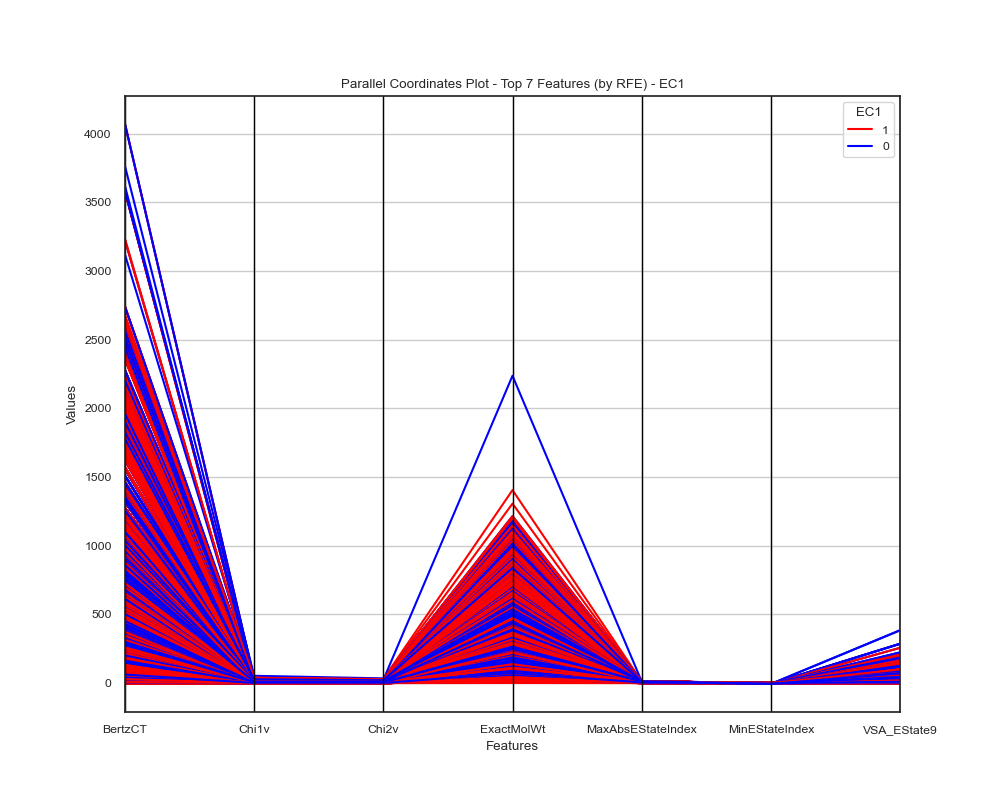 Parallel Coordinates Plot - Top 7 Features (by RFE) - EC1
EC1
1
0
4000
3500
3000
2500
2000
1500
1000
500
0
Values
BertzCT
Chi1v
Chi2v
ExactMolWt
MaxAbsEStateIndex
MinEStateIndex
VSA_EState9
Features